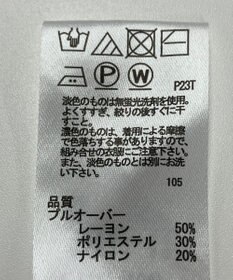 P W
P23T
淡色のものは無蛍光洗剤を使用。
よくすすぎ、絞りの後すぐに干
すこと。
濃色のものは、着用による摩擦
で色落ちする事がありますので、
組み合せの衣服にご注意下さい。
また、淡色のものとは別にお洗
い下さい。
105
品質
プルオーバー
レーヨン 50%
ポリエステル 30%
ナイロン 20%